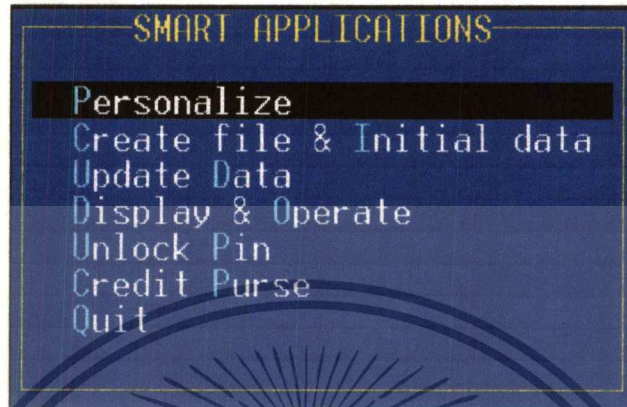 SMART APPLICATIONS
Personalize
Create file & Initial data
Update Data
Display & Operate
Unlock Pin
Credit Purse
Quit